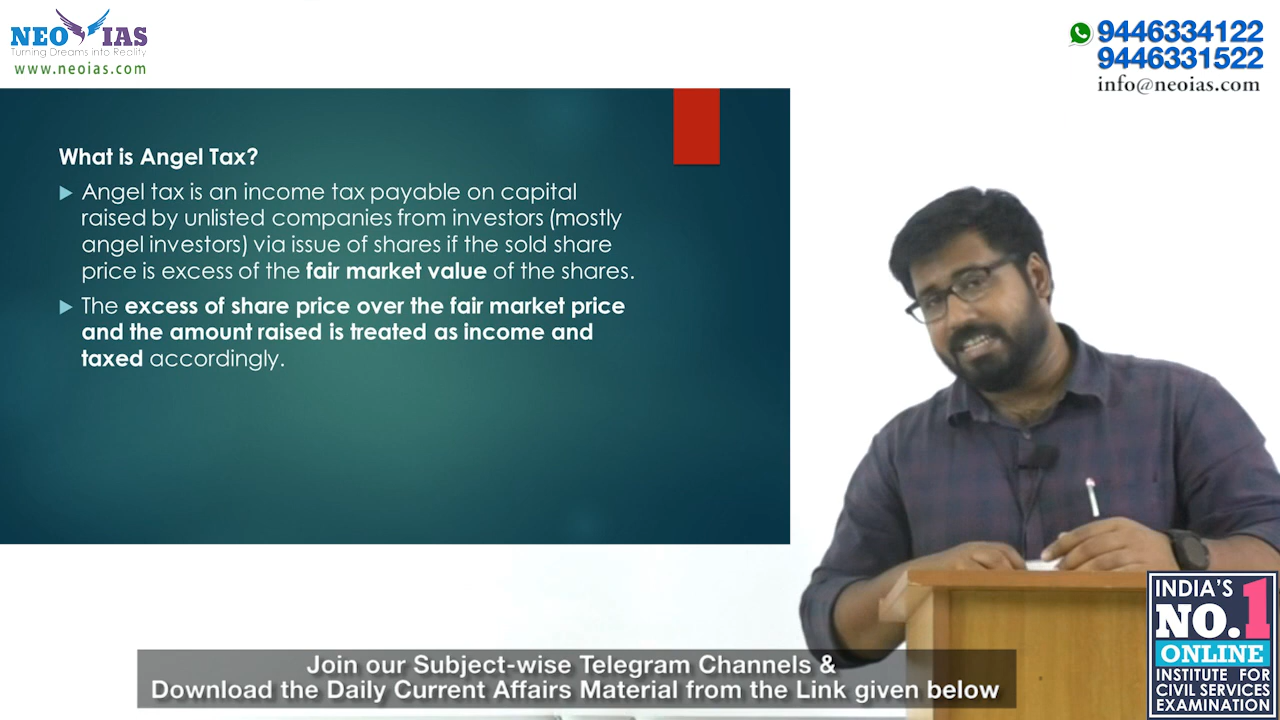 NEO IAS
Turning Dreams into Reality
www.neoias.com
9446334122
9446331522
info@neoias.com
What is Angel Tax?
Angel tax is an income tax payable on capital
raised by unlisted companies from investors (mostly
angel investors) via issue of shares if the sold share
price is excess of the fair market value of the shares.
The excess of share price over the fair market price
and the amount raised is treated as income and
taxed accordingly.
INDIA'S
NO.1
ONLINE
INSTITUTE FOR
CIVIL SERVICES
EXAMINATION
Join our Subject-wise Telegram Channels &
Download the Daily Current Affairs Material from the Link given below